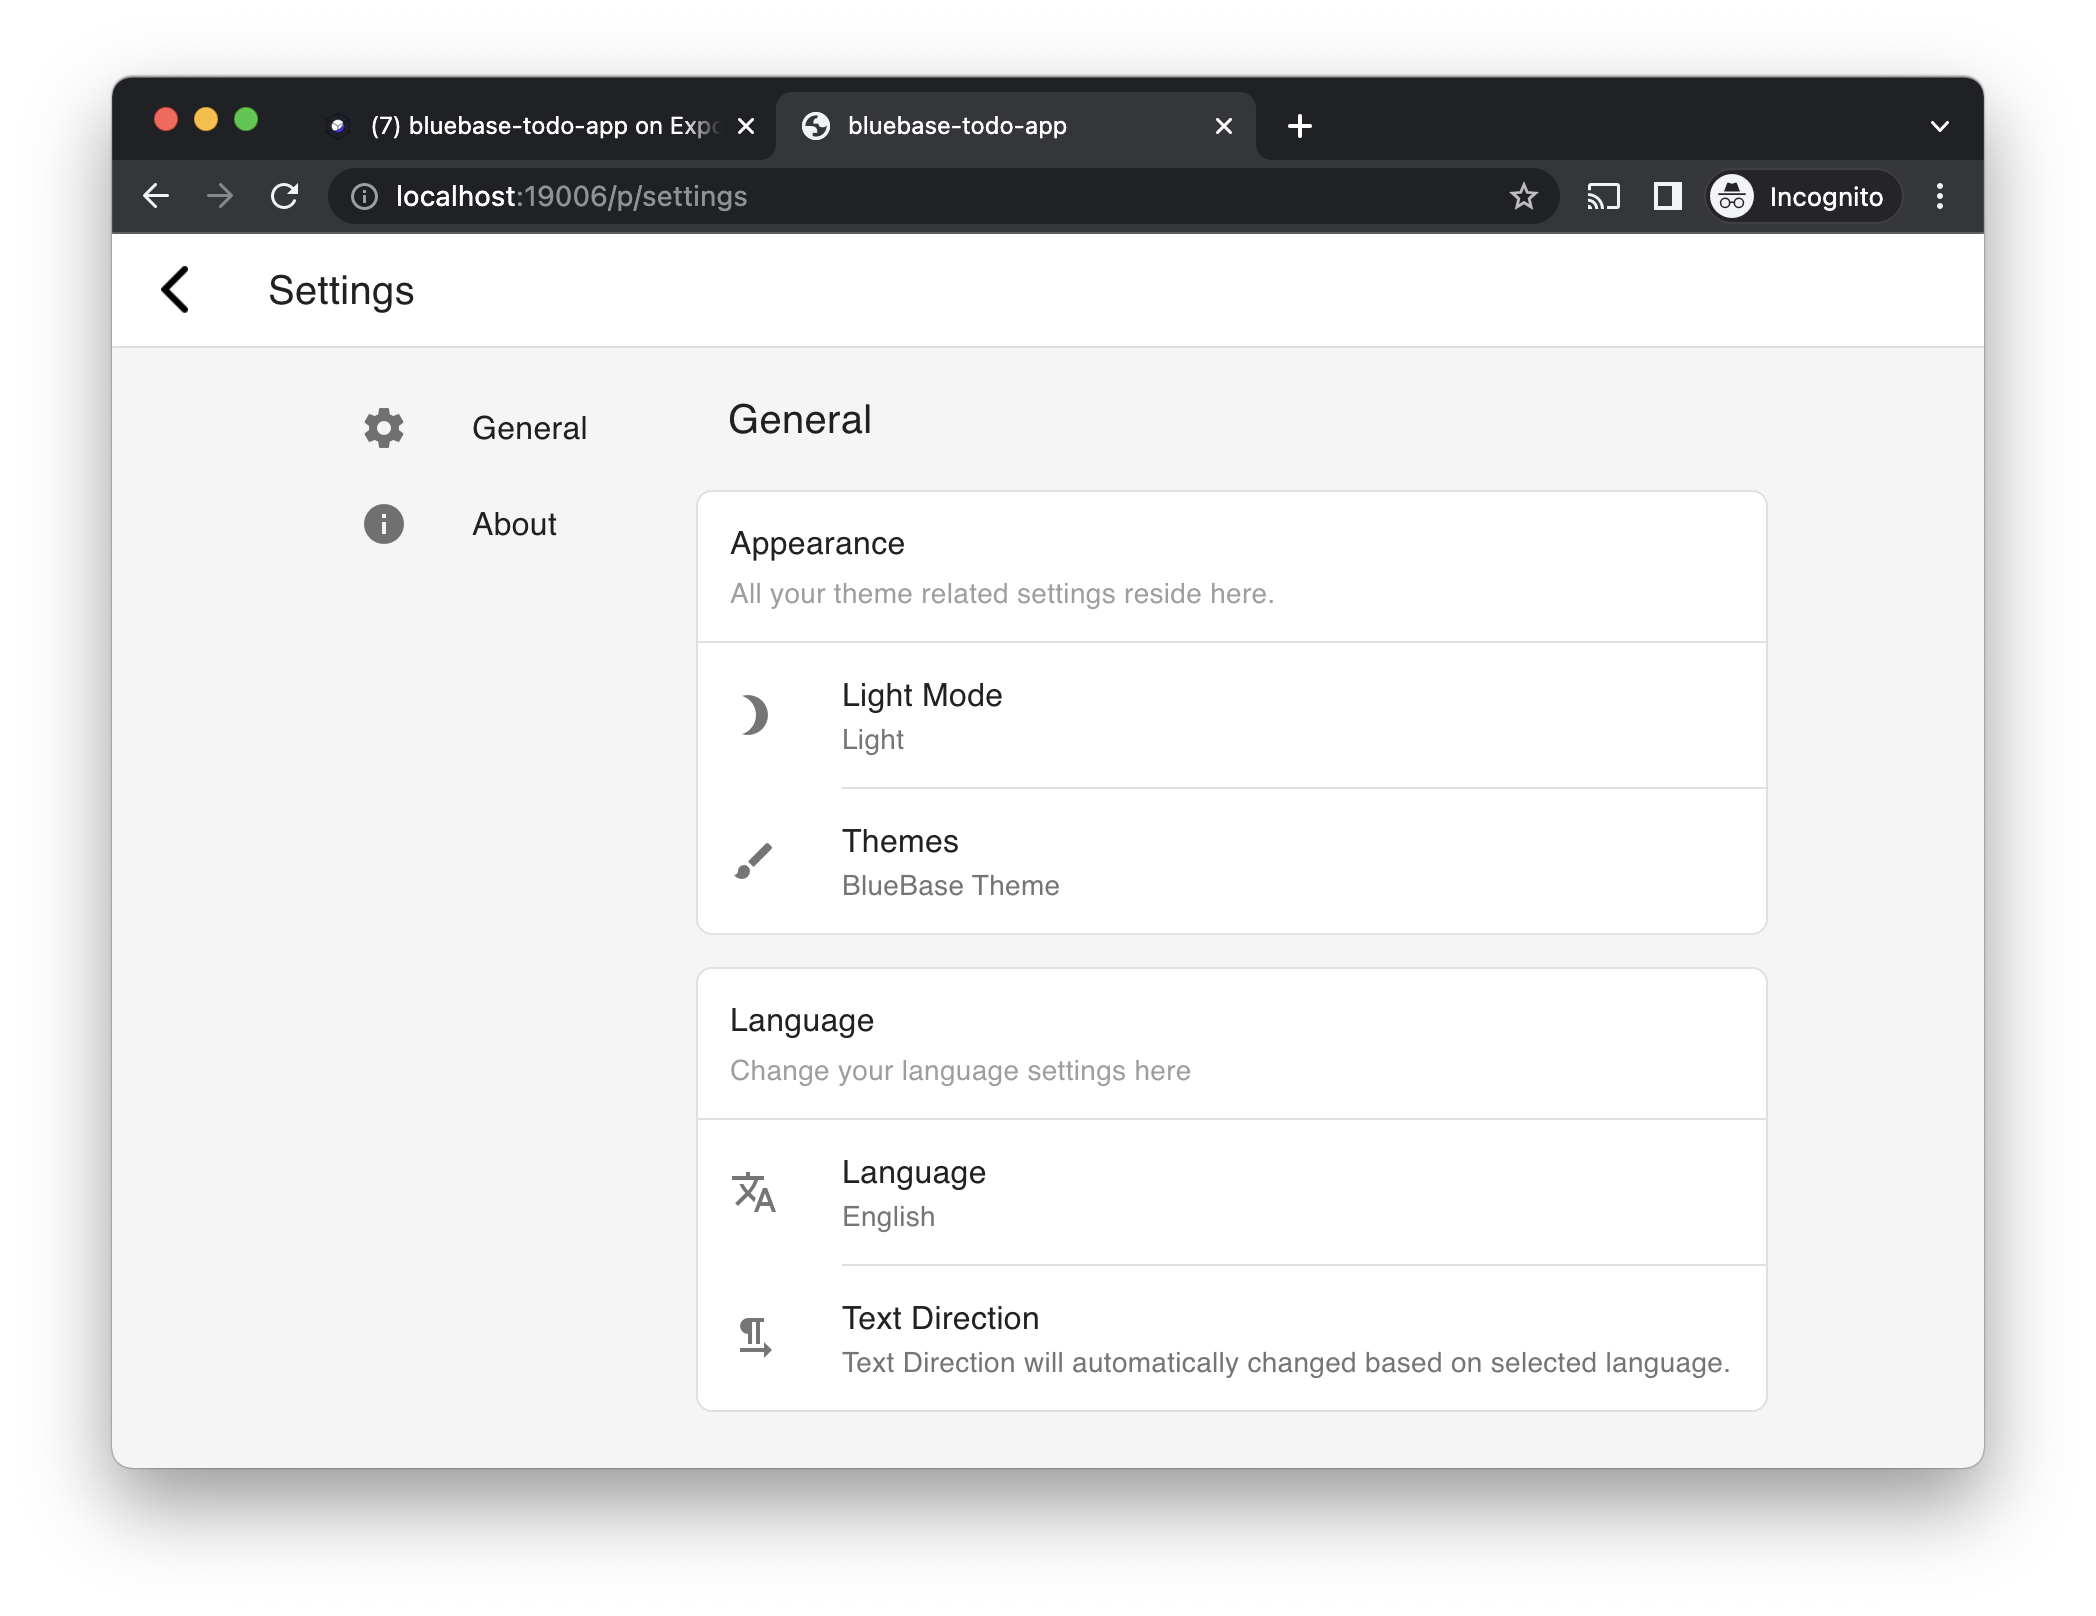 (7) bluebase-todo-app on Expo
bluebase-todo-app
localhost:19006/p/settings
Incognito
Settings
General
About
General
Appearance
All your theme related settings reside here.
Light Mode
Light
Themes
BlueBase Theme
Language
Change your language settings here
Language
English
Text Direction
Text Direction will automatically changed based on selected language.